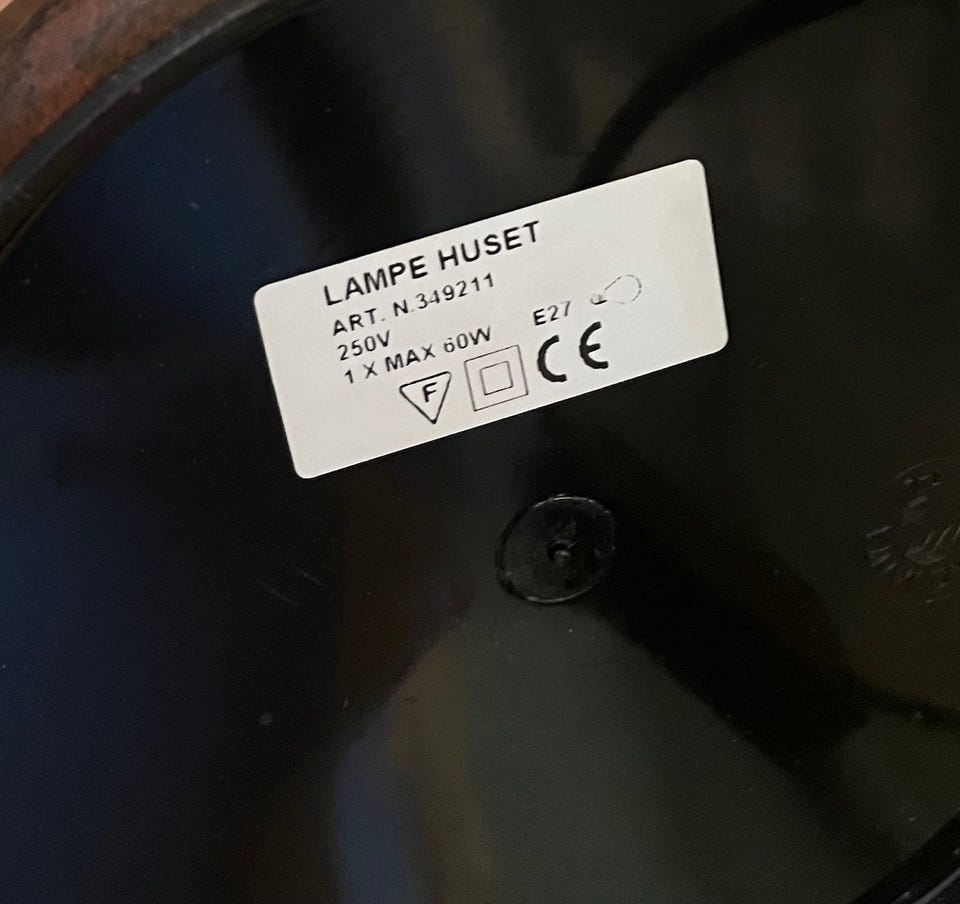 LAMPE HUSET
ART. N.349211
250V
1 X MAX 60W E27
F CE